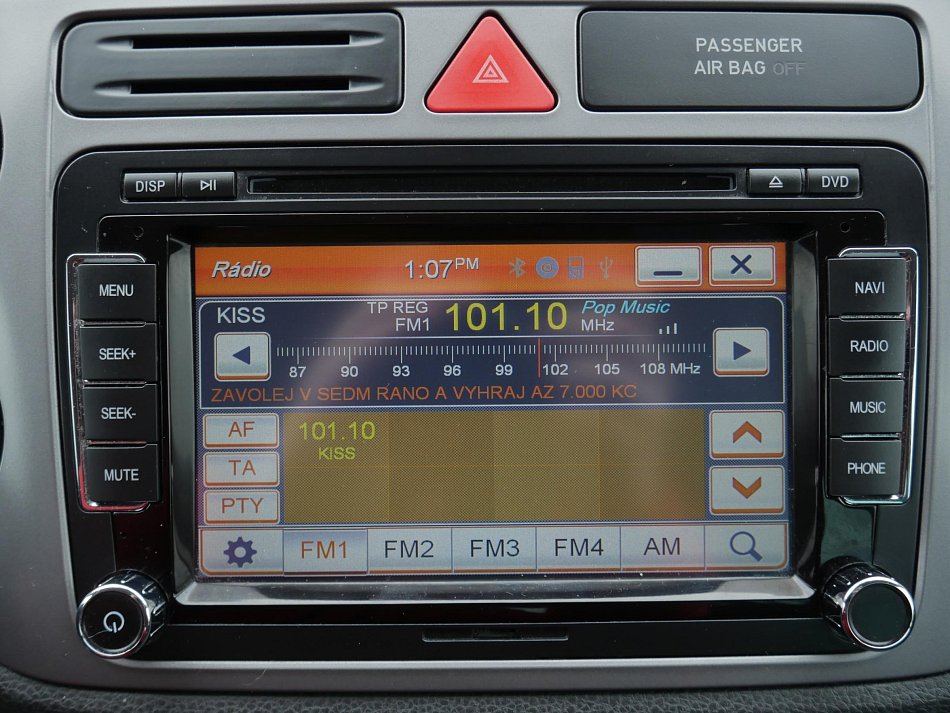 PASSENGER
AIR BAG OFF
DISP
DVD
MENU
SEEK+
SEEK-
MUTE
Rádio
1:07PM
KISS
TP REG
FM1
101.10
MHz
Pop Music
87 90 93 96 99 102 105 108 MHz
ZAVOLEJ V SEDM RANO A VYHRAJ AZ 7.000 KC
AF
TA
PTY
101.10
KISS
FM1 FM2 FM3 FM4 AM
NAVI
RADIO
MUSIC
PHONE